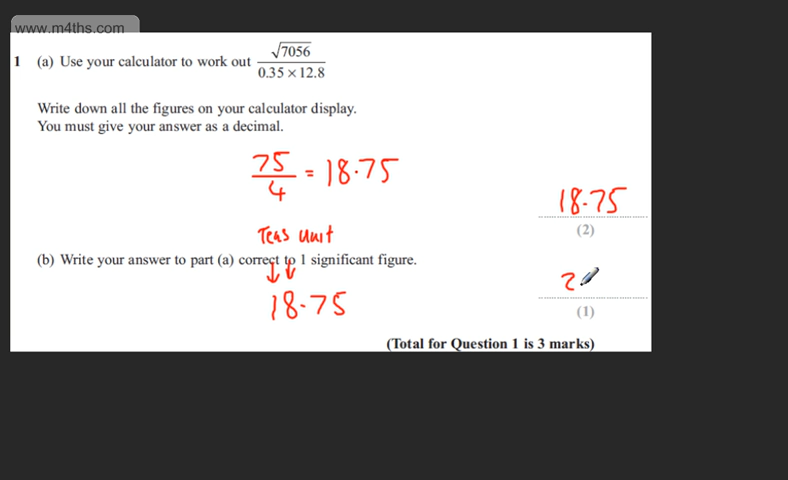 www.m4ths.com
1 (a) Use your calculator to work out √7056 / 0.35 × 12.8
Write down all the figures on your calculator display.
You must give your answer as a decimal.
75/4 = 18.75
18.75
(2)
Tens Unit
(b) Write your answer to part (a) correct to 1 significant figure.
↓↓
18.75
2
(1)
(Total for Question 1 is 3 marks)